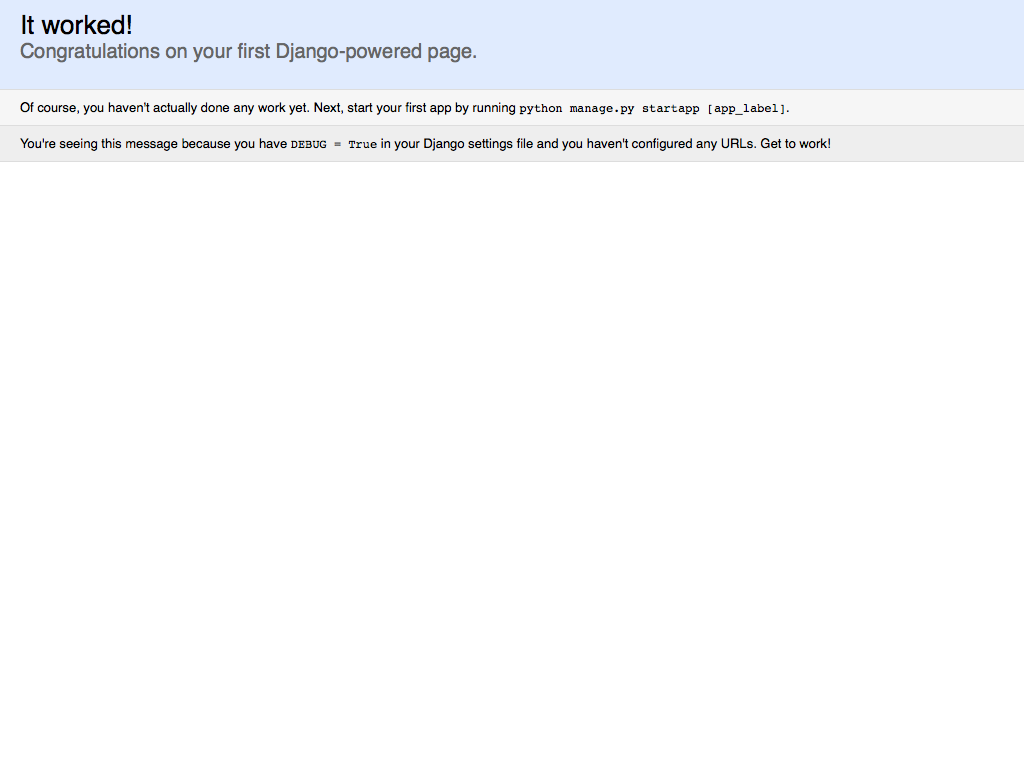 It worked!
Congratulations on your first Django-powered page.
Of course, you haven't actually done any work yet. Next, start your first app by running python manage.py startapp [app_label].
You're seeing this message because you have DEBUG = True in your Django settings file and you haven't configured any URLs. Get to work!